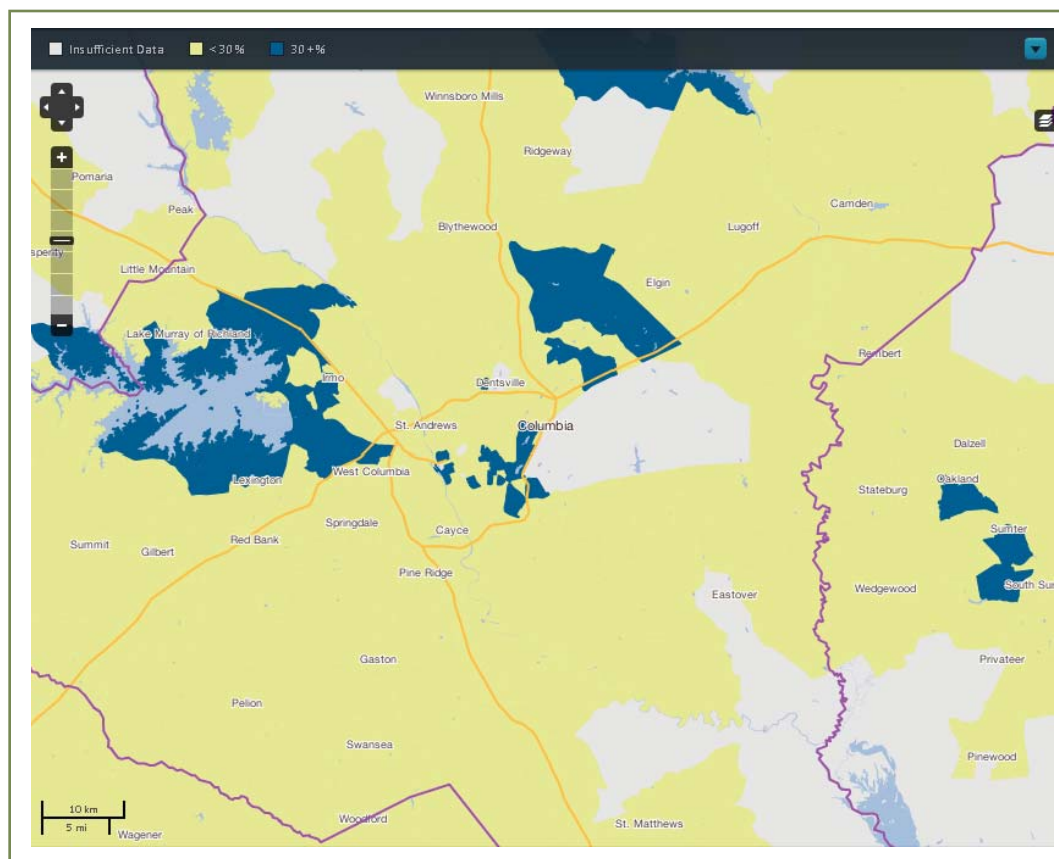 Insufficient Data <30% 30+%
Winnsboro Mills
Ridgeway
Pomaria
Camden
Peak
Blythewood
Lugoff
sperity
Little Mountain
Elgin
Lake Murray of Richland
Rembert
Irmo
Dentsville
St. Andrews
Columbia
Dalzell
West Columbia
Lexington
Oakland
Stateburg
Springdale
Cayce
Sumter
Red Bank
Summit
Gilbert
Pine Ridge
South Sum
Wedgewood
Eastover
Gaston
Privateer
Pelion
Swansea
Pinewood
10 km
5 mi
Woodford
St. Matthews
Wagener